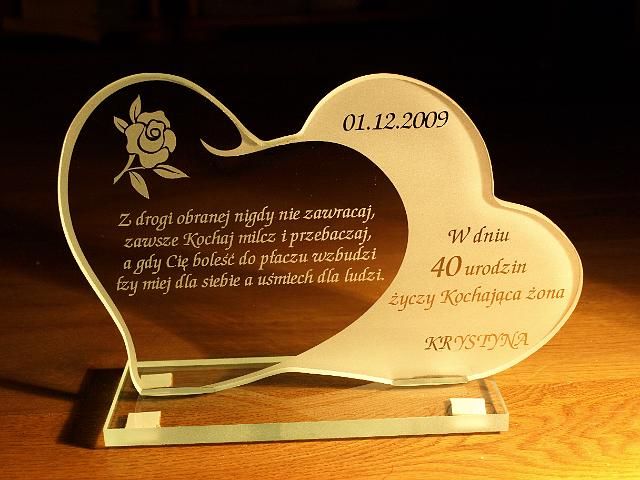 Z drogi obranej nigdy nie zawracaj,
zawsze Kochaj milcz i przebaczaj,
a gdy Cię boleść do płaczu wzbudzi
łzy miej dla siebie a uśmiech dla ludzi.
01.12.2009
W dniu
40 urodzin
życzy Kochająca żona
KRYSTYNA